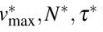 v*max, N*, τ*